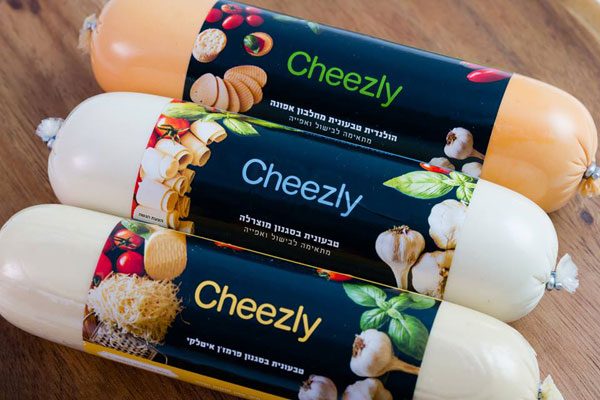 Cheezly
הולנדית טבעונית מחלבון אפונה
מתאימה לבישול ואפייה
Cheezly
טבעונית בסגנון מוצרלה
מתאימה לבישול ואפייה
Cheezly
טבעונית בסגנון פרמז'ן איטלקי